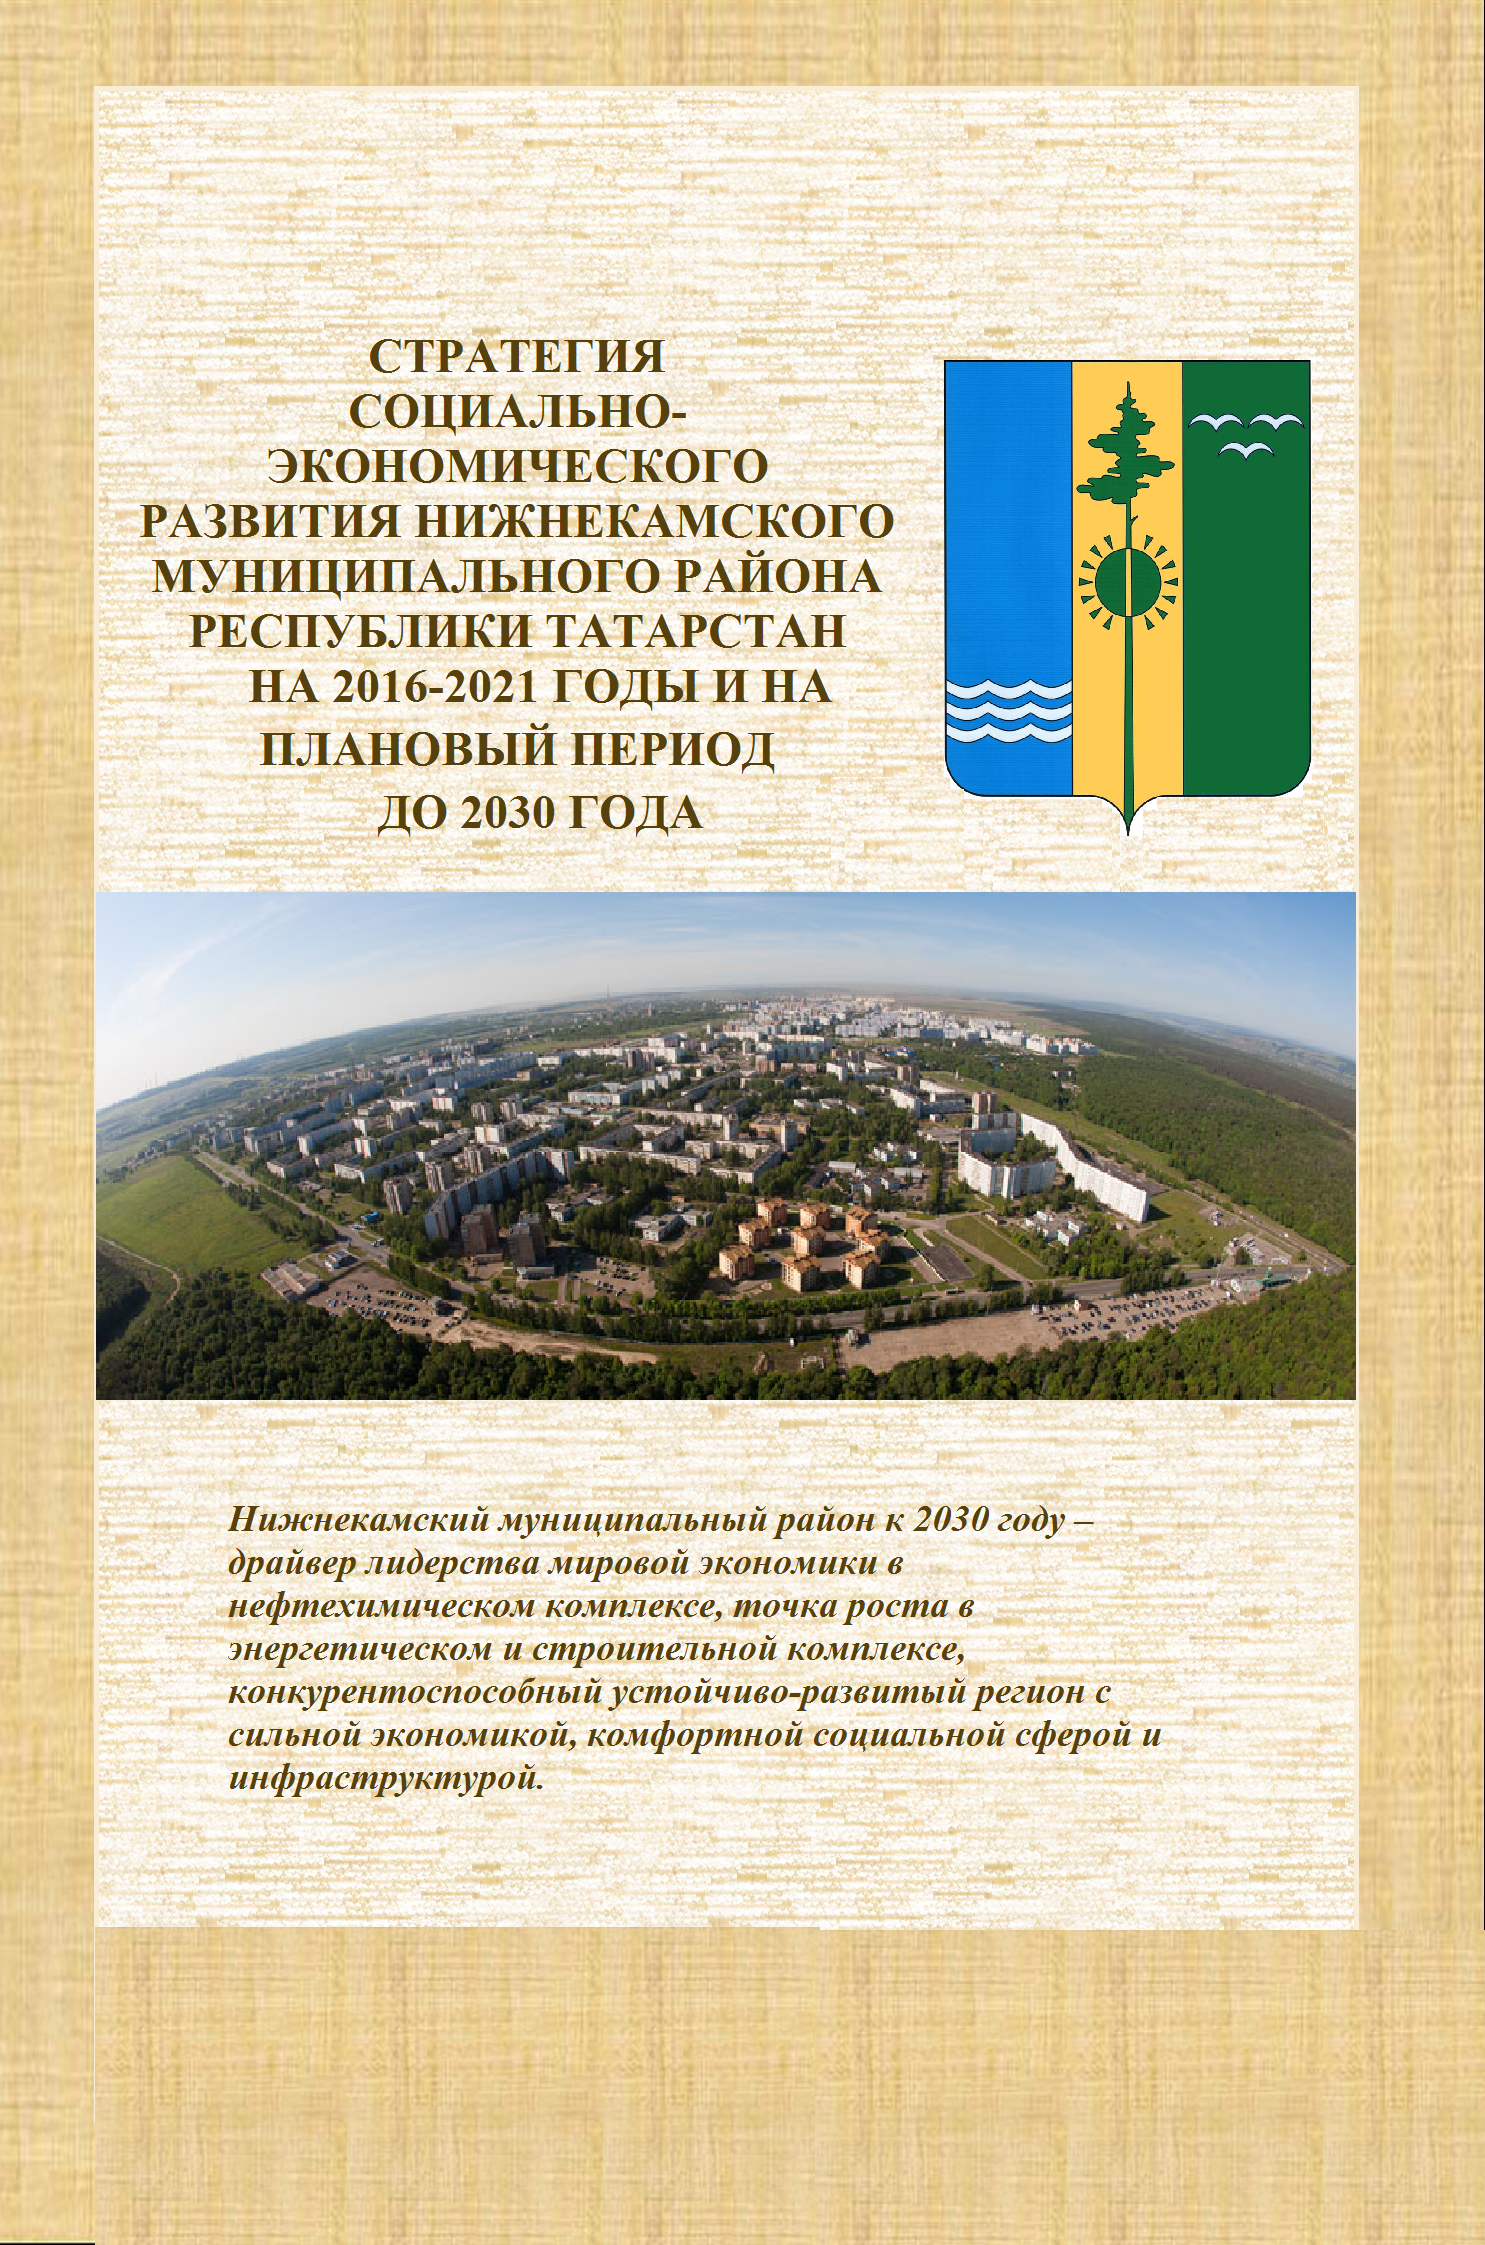 СТРАТЕГИЯ
СОЦИАЛЬНО-
ЭКОНОМИЧЕСКОГО
РАЗВИТИЯ НИЖНЕКАМСКОГО
МУНИЦИПАЛЬНОГО РАЙОНА
РЕСПУБЛИКИ ТАТАРСТАН
НА 2016-2021 ГОДЫ И НА
ПЛАНОВЫЙ ПЕРИОД
ДО 2030 ГОДА
Нижнекамский муниципальный район к 2030 году –
драйвер лидерства мировой экономики в
нефтехимическом комплексе, точка роста в
энергетическом и строительной комплексе,
конкурентоспособный устойчиво-развитый регион с
сильной экономикой, комфортной социальной сферой и
инфраструктурой.